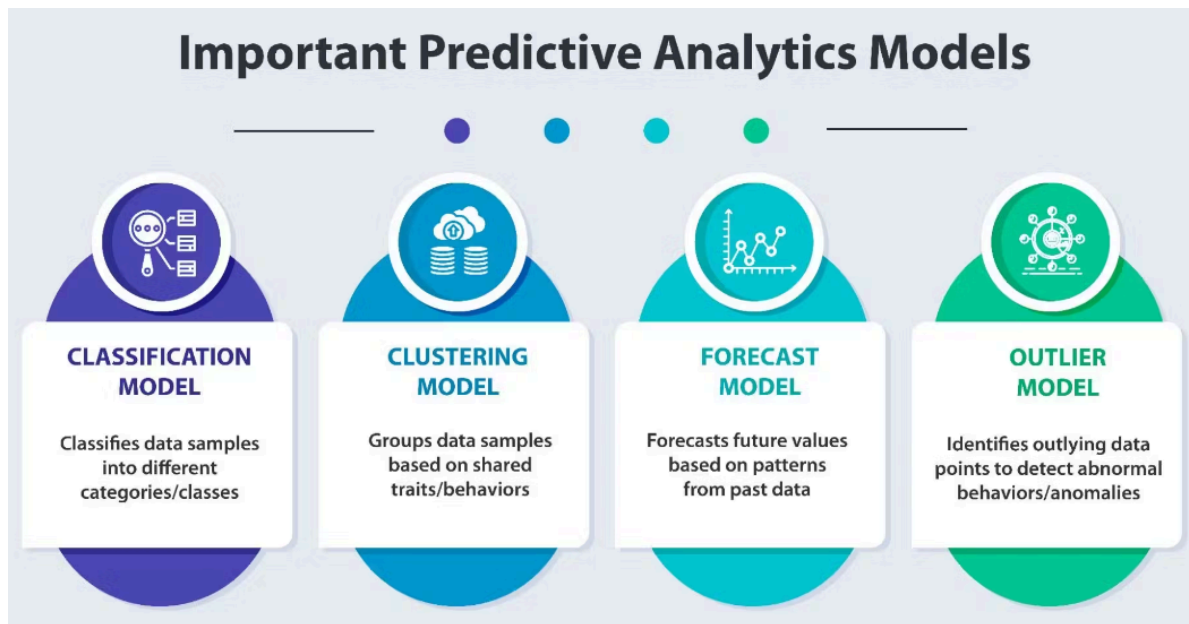 Important Predictive Analytics Models
CLASSIFICATION
MODEL
Classifies data samples
into different
categories/classes
CLUSTERING
MODEL
Groups data samples
based on shared
traits/behaviors
FORECAST
MODEL
Forecasts future values
based on patterns
from past data
OUTLIER
MODEL
Identifies outlying data
points to detect abnormal
behaviors/anomalies